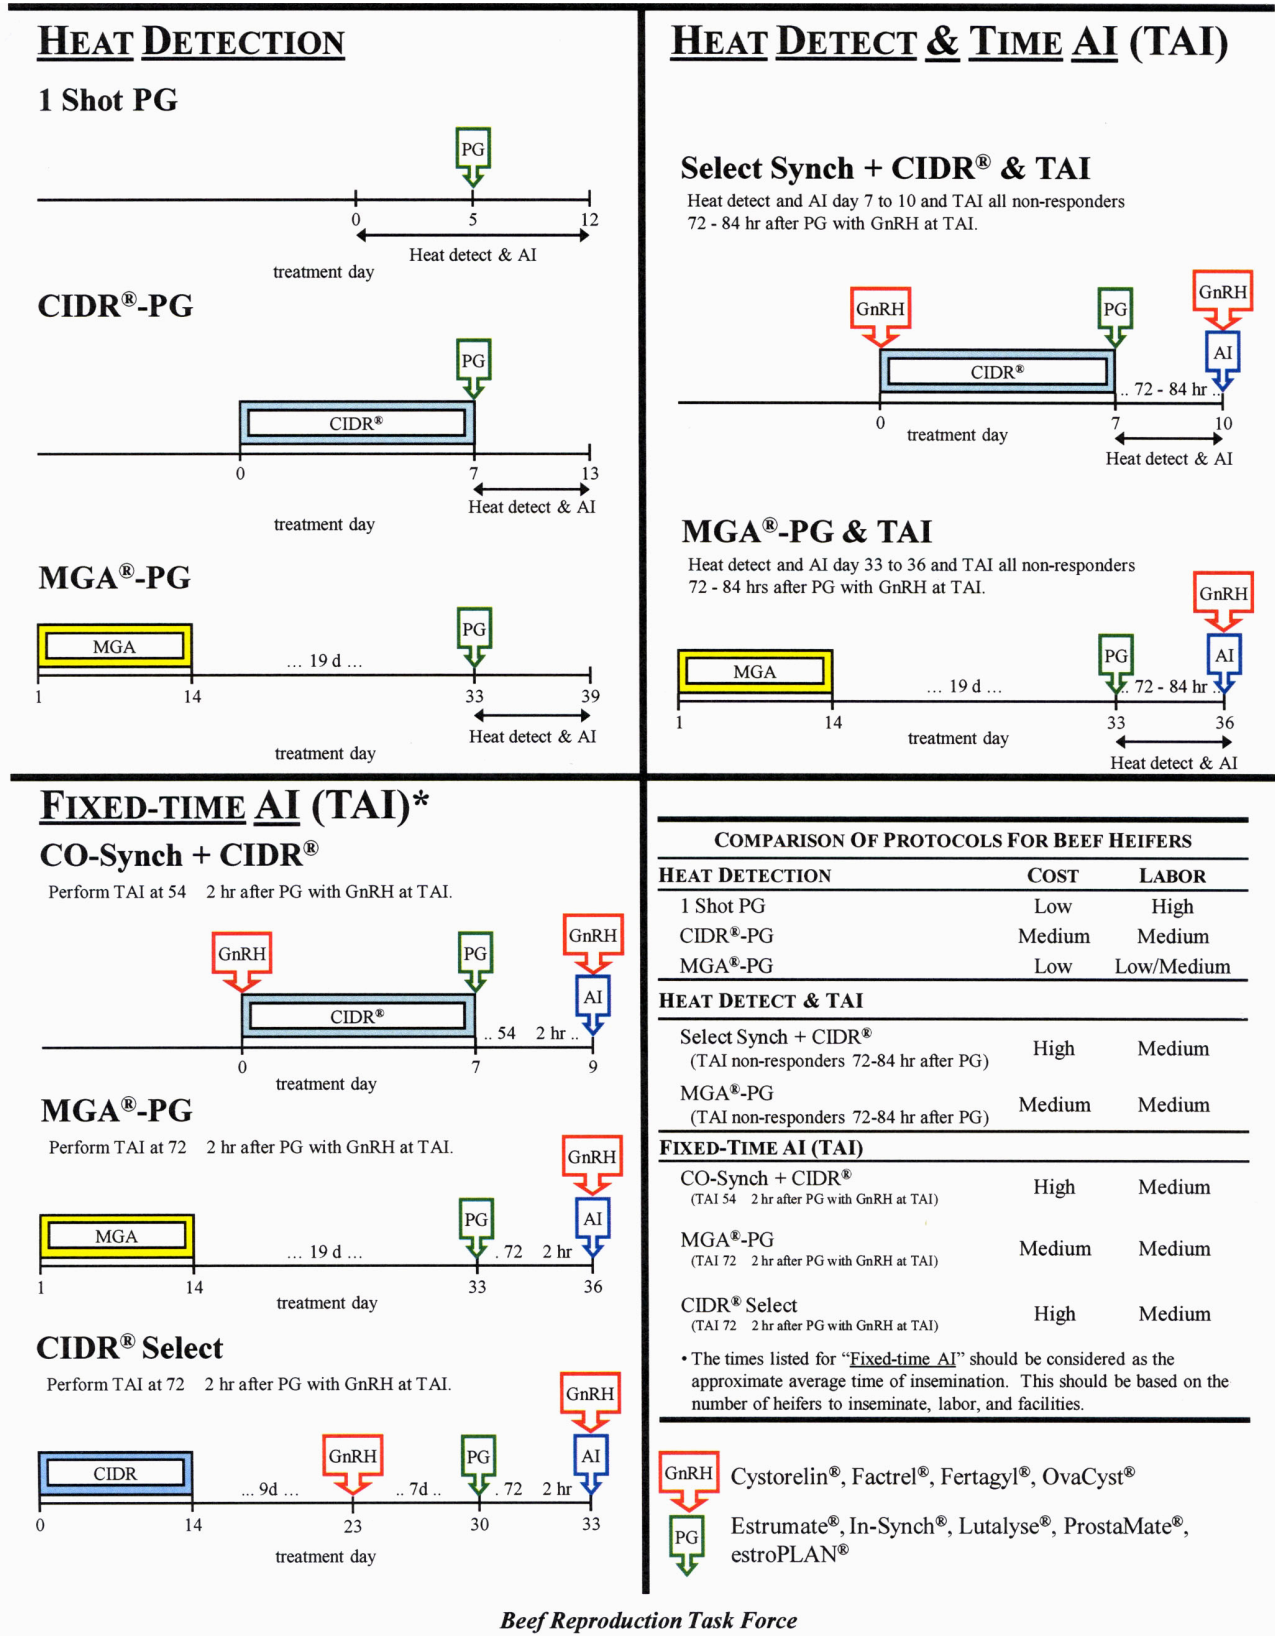 HEAT DETECTION
1 Shot PG
PG
0 5 12
Heat detect & AI
treatment day
CIDR®-PG
PG
CIDR®
0 7 13
Heat detect & AI
treatment day
MGA®-PG
PG
MGA
... 19 d ...
1 14 33 39
Heat detect & AI
treatment day
HEAT DETECT & TIME AI (TAI)
Select Synch + CIDR® & TAI
Heat detect and AI day 7 to 10 and TAI all non-responders
72 - 84 hr after PG with GnRH at TAI.
GnRH PG GnRH
AI
CIDR®
.. 72 - 84 hr ..
0 7 10
treatment day
Heat detect & AI
MGA®-PG & TAI
Heat detect and AI day 33 to 36 and TAI all non-responders
72 - 84 hrs after PG with GnRH at TAI.
GnRH
PG AI
MGA
... 19 d ... .. 72 - 84 hr ..
1 14 33 36
treatment day
Heat detect & AI
FIXED-TIME AI (TAI)*
CO-Synch + CIDR®
Perform TAI at 54 2 hr after PG with GnRH at TAI.
GnRH PG GnRH
AI
CIDR®
.. 54 2 hr ..
0 7 9
treatment day
MGA®-PG
Perform TAI at 72 2 hr after PG with GnRH at TAI.
GnRH
PG AI
MGA
... 19 d ... . 72 2 hr
1 14 33 36
treatment day
CIDR® Select
Perform TAI at 72 2 hr after PG with GnRH at TAI.
GnRH
GnRH PG AI
CIDR
... 9d ... .. 7d .. . 72 2 hr
0 14 23 30 33
treatment day
COMPARISON OF PROTOCOLS FOR BEEF HEIFERS
HEAT DETECTION COST LABOR
1 Shot PG Low High
CIDR®-PG Medium Medium
MGA®-PG Low Low/Medium
HEAT DETECT & TAI
Select Synch + CIDR®
(TAI non-responders 72-84 hr after PG) High Medium
MGA®-PG
(TAI non-responders 72-84 hr after PG) Medium Medium
FIXED-TIME AI (TAI)
CO-Synch + CIDR®
(TAI 54 2 hr after PG with GnRH at TAI) High Medium
MGA®-PG
(TAI 72 2 hr after PG with GnRH at TAI) Medium Medium
CIDR® Select
(TAI 72 2 hr after PG with GnRH at TAI) High Medium
• The times listed for “Fixed-time AI” should be considered as the
approximate average time of insemination. This should be based on the
number of heifers to inseminate, labor, and facilities.
GnRH Cystorelin®, Factrel®, Fertagyl®, OvaCyst®
PG Estrumate®, In-Synch®, Lutalyse®, ProstaMate®,
estroPLAN®
Beef Reproduction Task Force